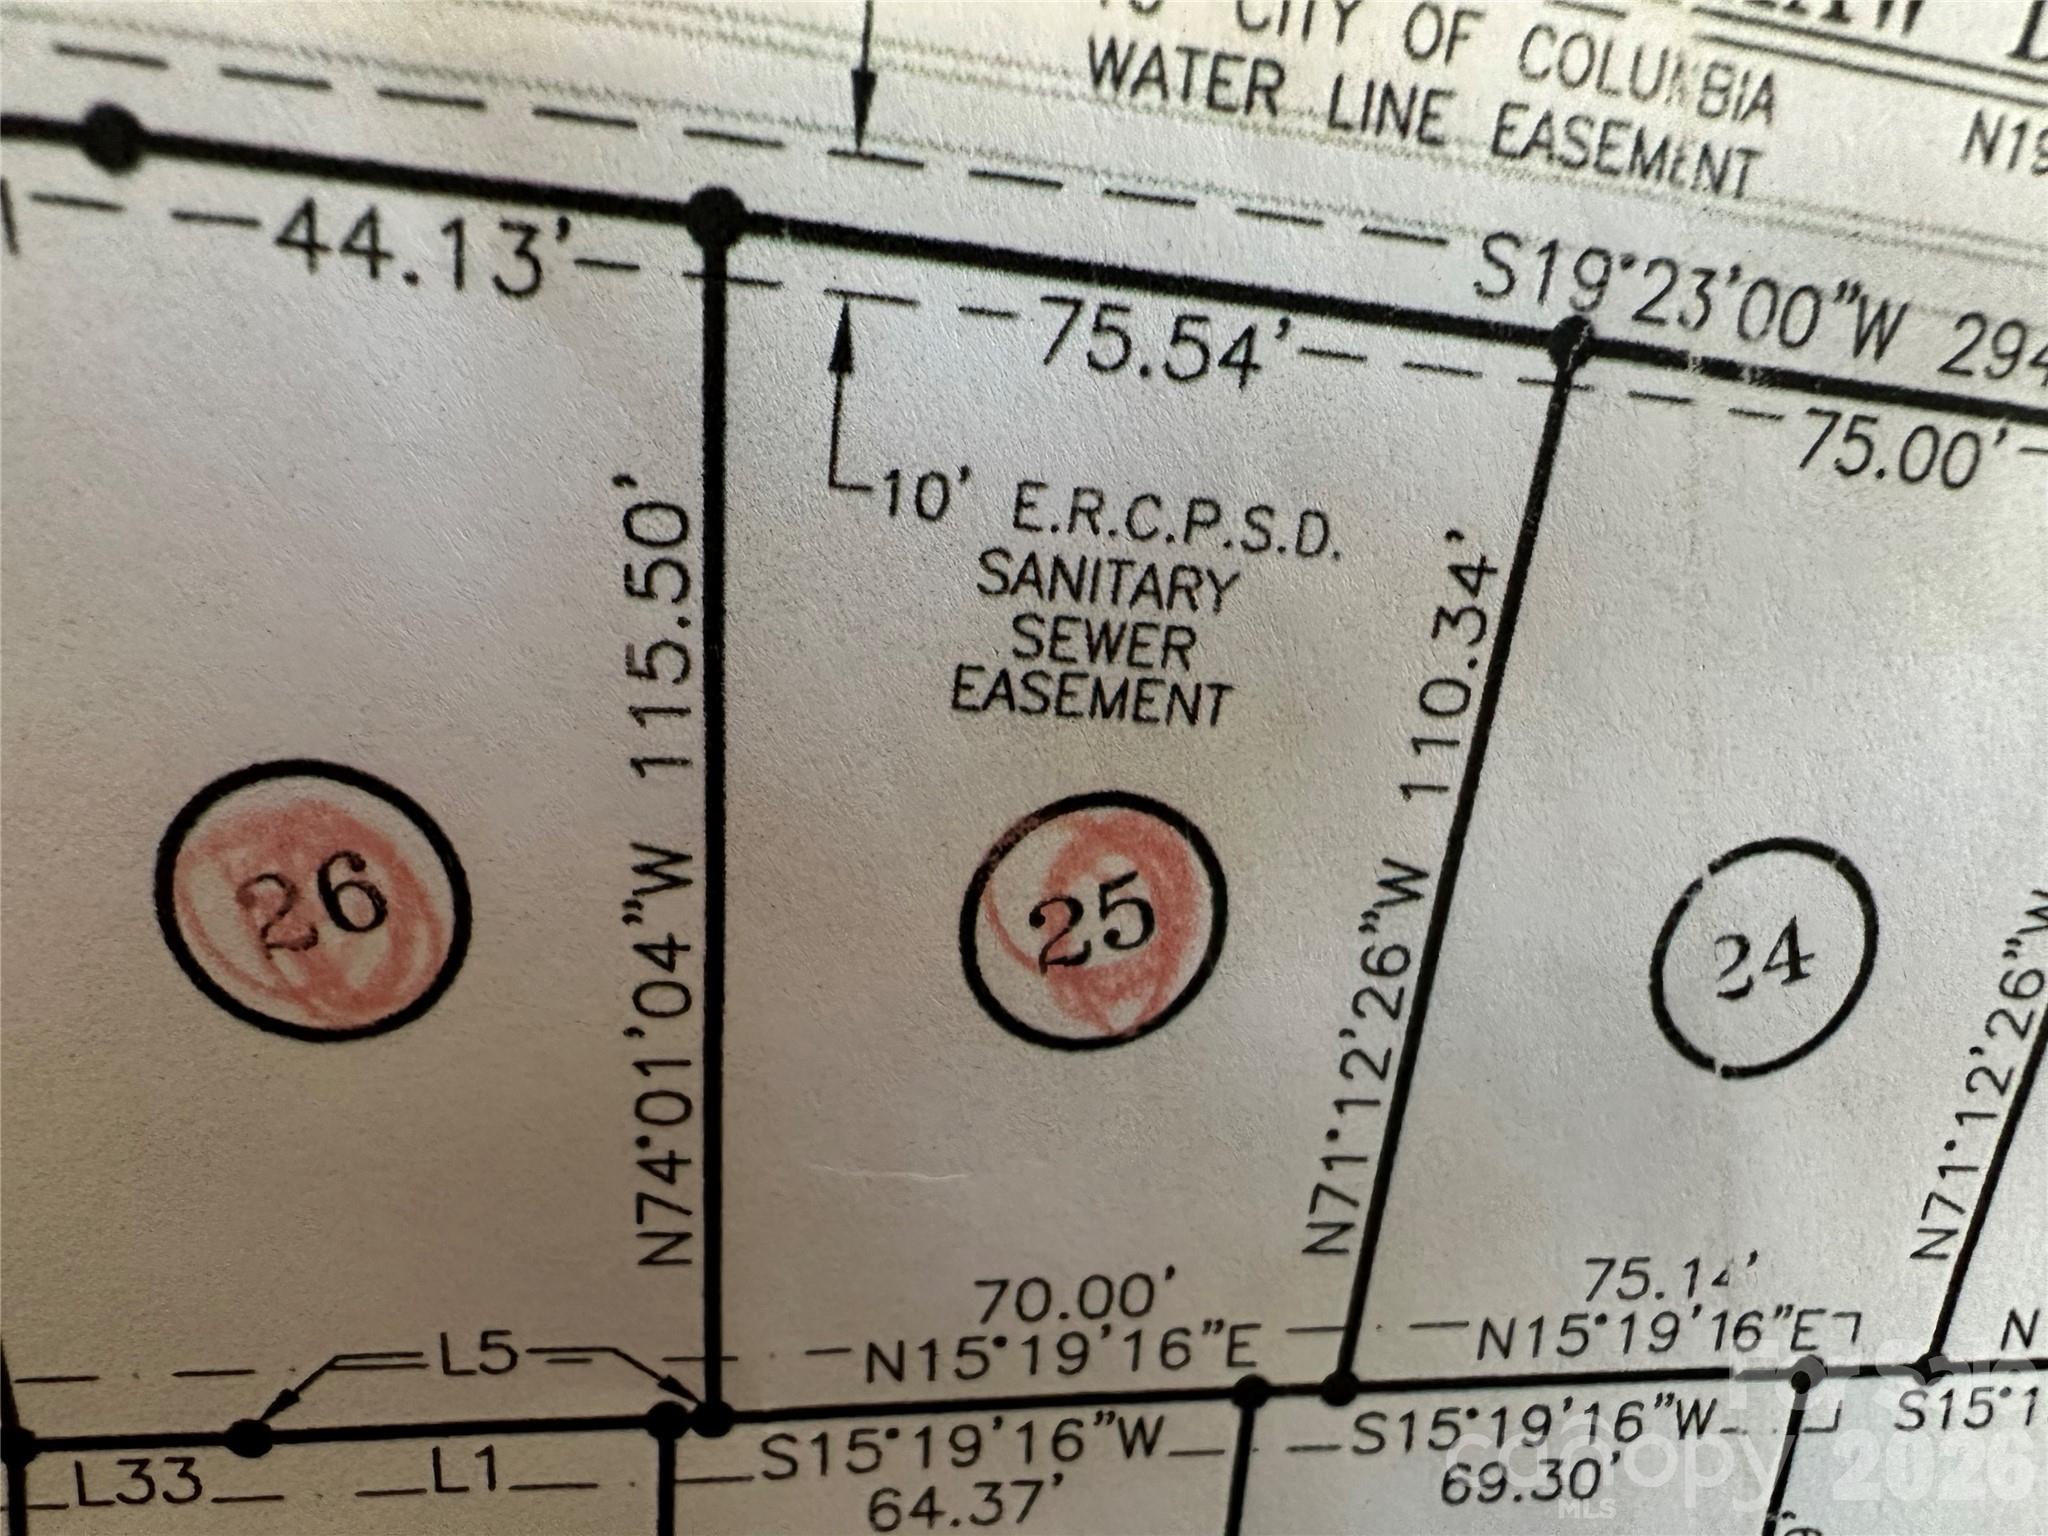 CITY OF COLUMBIA
WATER LINE EASEMENT
N19
44.13'
75.54'
S19°23'00"W 294
75.00'
10' E.R.C.P.S.D.
SANITARY
SEWER
EASEMENT
N74°01'04"W 115.50'
N71°12'26"W 110.34'
N71°12'26"W
26
25
24
L5
70.00'
N15°19'16"E
75.14'
N15°19'16"E
N
L33
L1
S15°19'16"W
64.37'
S15°19'16"W
69.30'
S15°1
canopy 2026
MLS